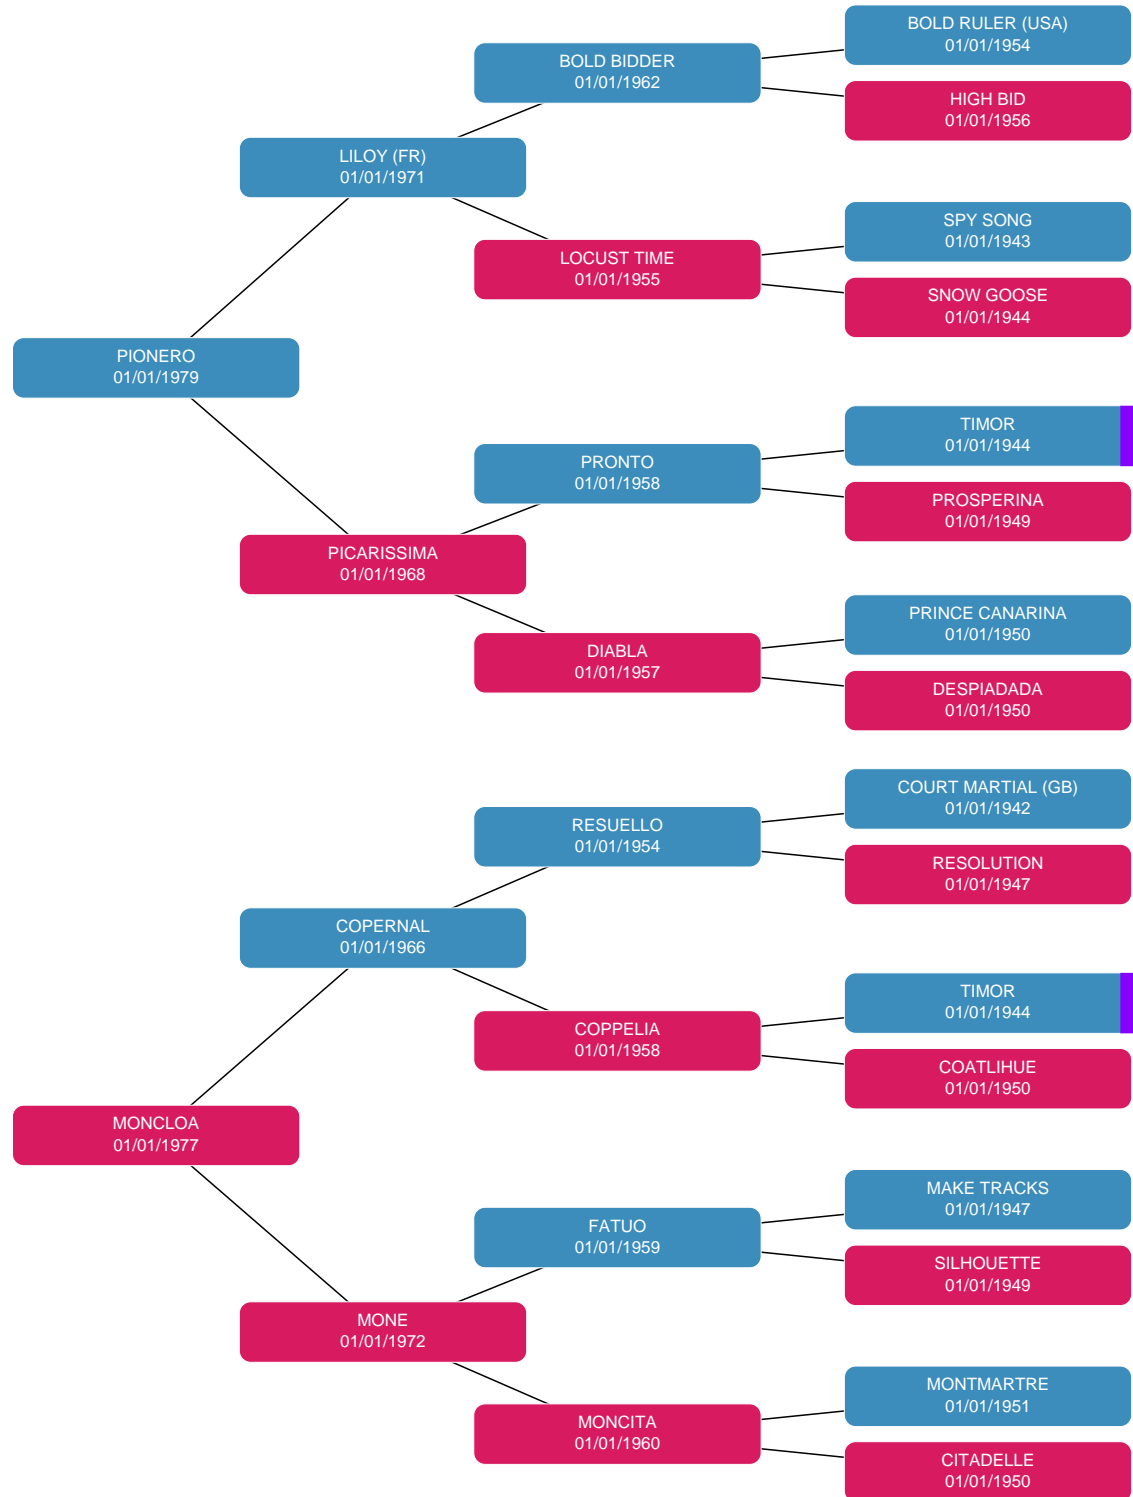 BOLD RULER (USA)
01/01/1954
BOLD BIDDER
01/01/1962
HIGH BID
01/01/1956
LILOY (FR)
01/01/1971
SPY SONG
01/01/1943
LOCUST TIME
01/01/1955
SNOW GOOSE
01/01/1944
PIONERO
01/01/1979
TIMOR
01/01/1944
PRONTO
01/01/1958
PROSPERINA
01/01/1949
PICARISSIMA
01/01/1968
PRINCE CANARINA
01/01/1950
DIABLA
01/01/1957
DESPIADADA
01/01/1950
COURT MARTIAL (GB)
01/01/1942
RESUELLO
01/01/1954
RESOLUTION
01/01/1947
COPERNAL
01/01/1966
TIMOR
01/01/1944
COPPELIA
01/01/1958
COATLIHUE
01/01/1950
MONCLOA
01/01/1977
MAKE TRACKS
01/01/1947
FATUO
01/01/1959
SILHOUETTE
01/01/1949
MONE
01/01/1972
MONTMARTRE
01/01/1951
MONCITA
01/01/1960
CITADELLE
01/01/1950